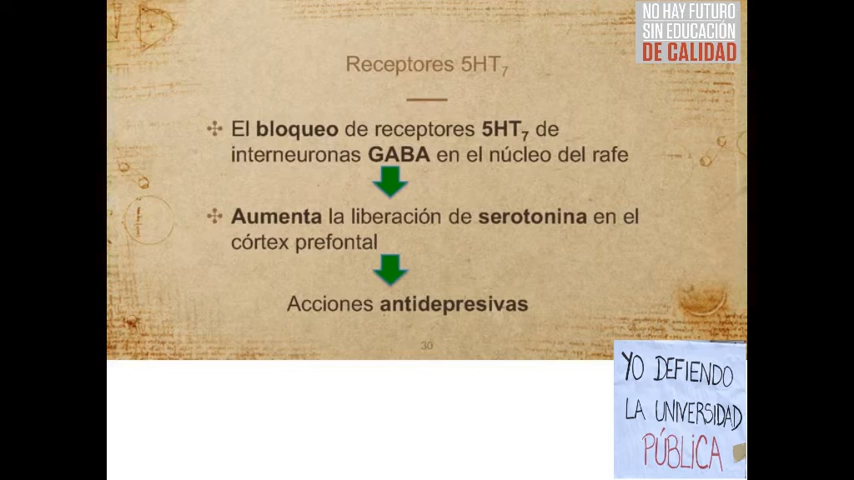 NO HAY FUTURO
SIN EDUCACIÓN
DE CALIDAD
Receptores 5HT7
El bloqueo de receptores 5HT7 de
interneuronas GABA en el núcleo del rafe
Aumenta la liberación de serotonina en el
córtex prefontal
Acciones antidepresivas
30
YO DEFIENDO
LA UNIVERSIDAD
PÚBLICA